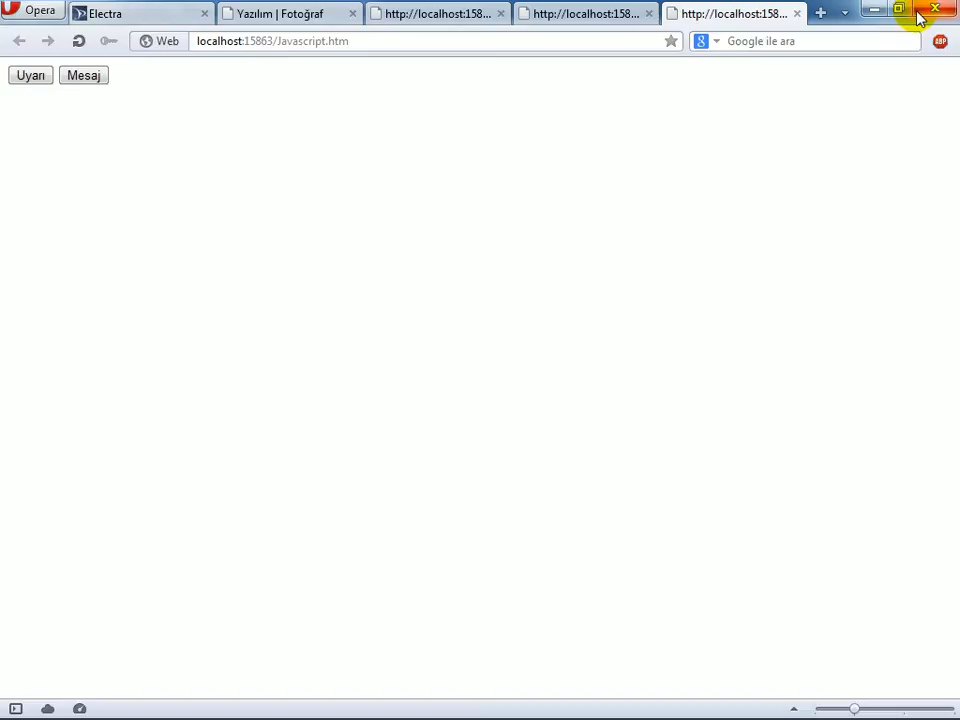 Opera Electra Yazılım | Fotoğraf http://localhost:158... http://localhost:158... http://localhost:158...
Web localhost:15863/Javascript.htm Google ile ara ABP
Uyarı Mesaj